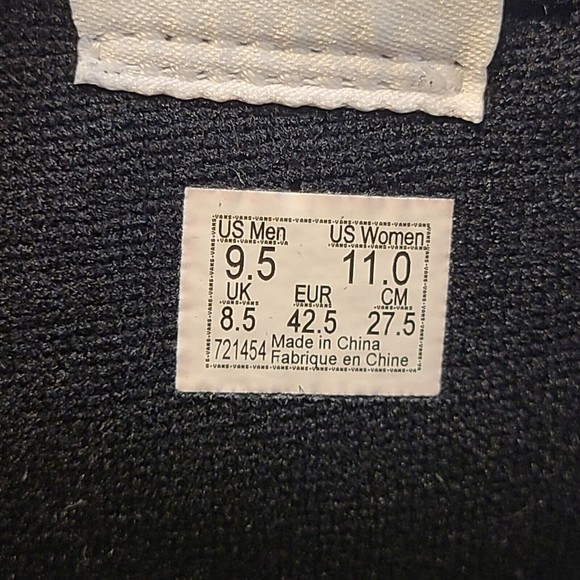 US Men US Women
9.5 11.0
UK EUR CM
8.5 42.5 27.5
721454 Made in China
Fabrique en Chine